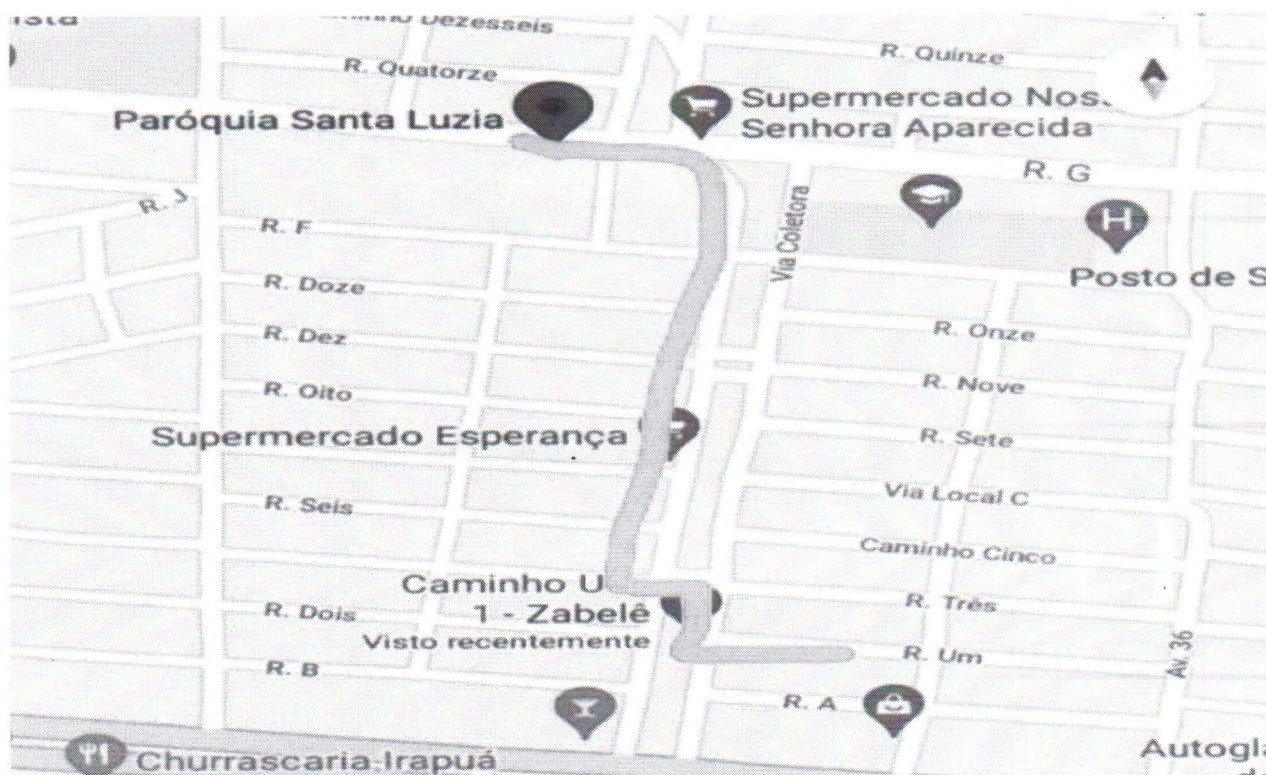 R. Quinze
R. Quatorze
Paróquia Santa Luzia
Supermercado Nos
Senhora Aparecida
R. G
R. J
Via Coletora
H
R. F
Posto de S
R. Doze
R. Dez
R. Onze
R. Oito
R. Nove
Supermercado Esperança
R. Sete
R. Seis
Via Local C
Caminho Cinco
Caminho U
1 - Zabelê
Visto recentemente
R. Dois
R. Três
R. Um
Av. 36
R. B
R. A
Churrascaria Irapuá
Autogla